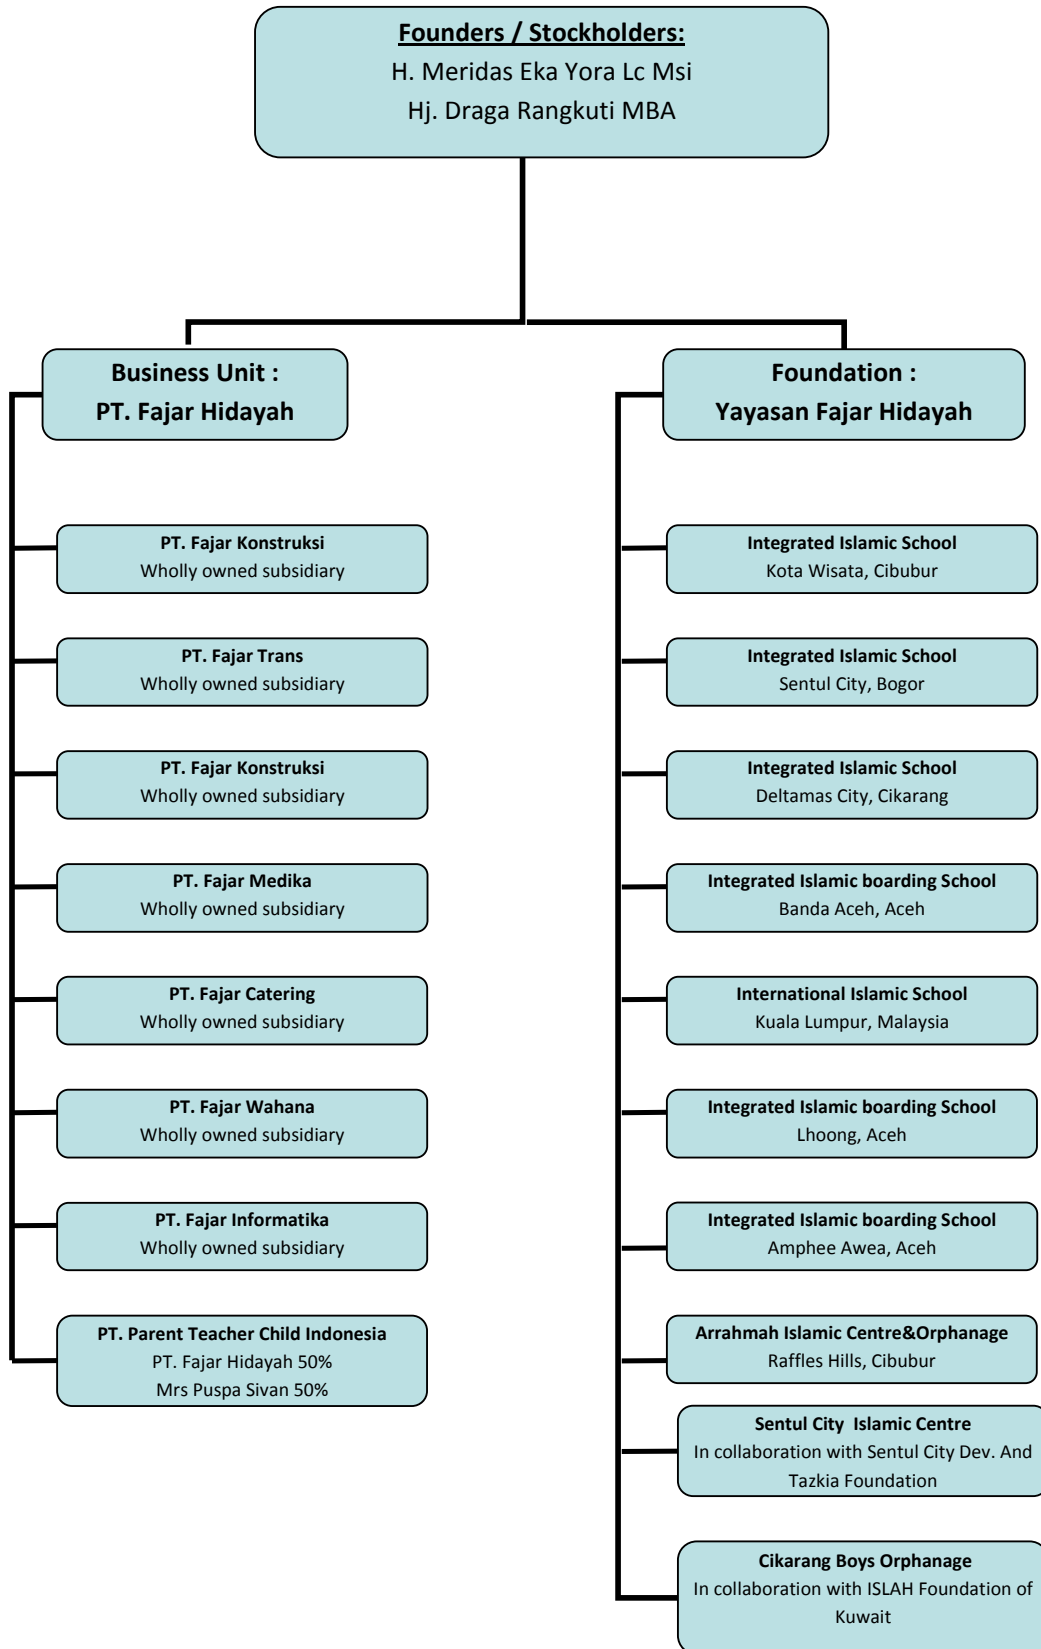 Founders / Stockholders:
H. Meridas Eka Yora Lc Msi
Hj. Draga Rangkuti MBA
Business Unit :
PT. Fajar Hidayah
PT. Fajar Konstruksi
Wholly owned subsidiary
PT. Fajar Trans
Wholly owned subsidiary
PT. Fajar Konstruksi
Wholly owned subsidiary
PT. Fajar Medika
Wholly owned subsidiary
PT. Fajar Catering
Wholly owned subsidiary
PT. Fajar Wahana
Wholly owned subsidiary
PT. Fajar Informatika
Wholly owned subsidiary
PT. Parent Teacher Child Indonesia
PT. Fajar Hidayah 50%
Mrs Puspa Sivan 50%
Foundation :
Yayasan Fajar Hidayah
Integrated Islamic School
Kota Wisata, Cibubur
Integrated Islamic School
Sentul City, Bogor
Integrated Islamic School
Deltamas City, Cikarang
Integrated Islamic boarding School
Banda Aceh, Aceh
International Islamic School
Kuala Lumpur, Malaysia
Integrated Islamic boarding School
Lhoong, Aceh
Integrated Islamic boarding School
Amphee Awea, Aceh
Arrahmah Islamic Centre&Orphanage
Raffles Hills, Cibubur
Sentul City  Islamic Centre
In collaboration with Sentul City Dev. And
Tazkia Foundation
Cikarang Boys Orphanage
In collaboration with ISLAH Foundation of
Kuwait